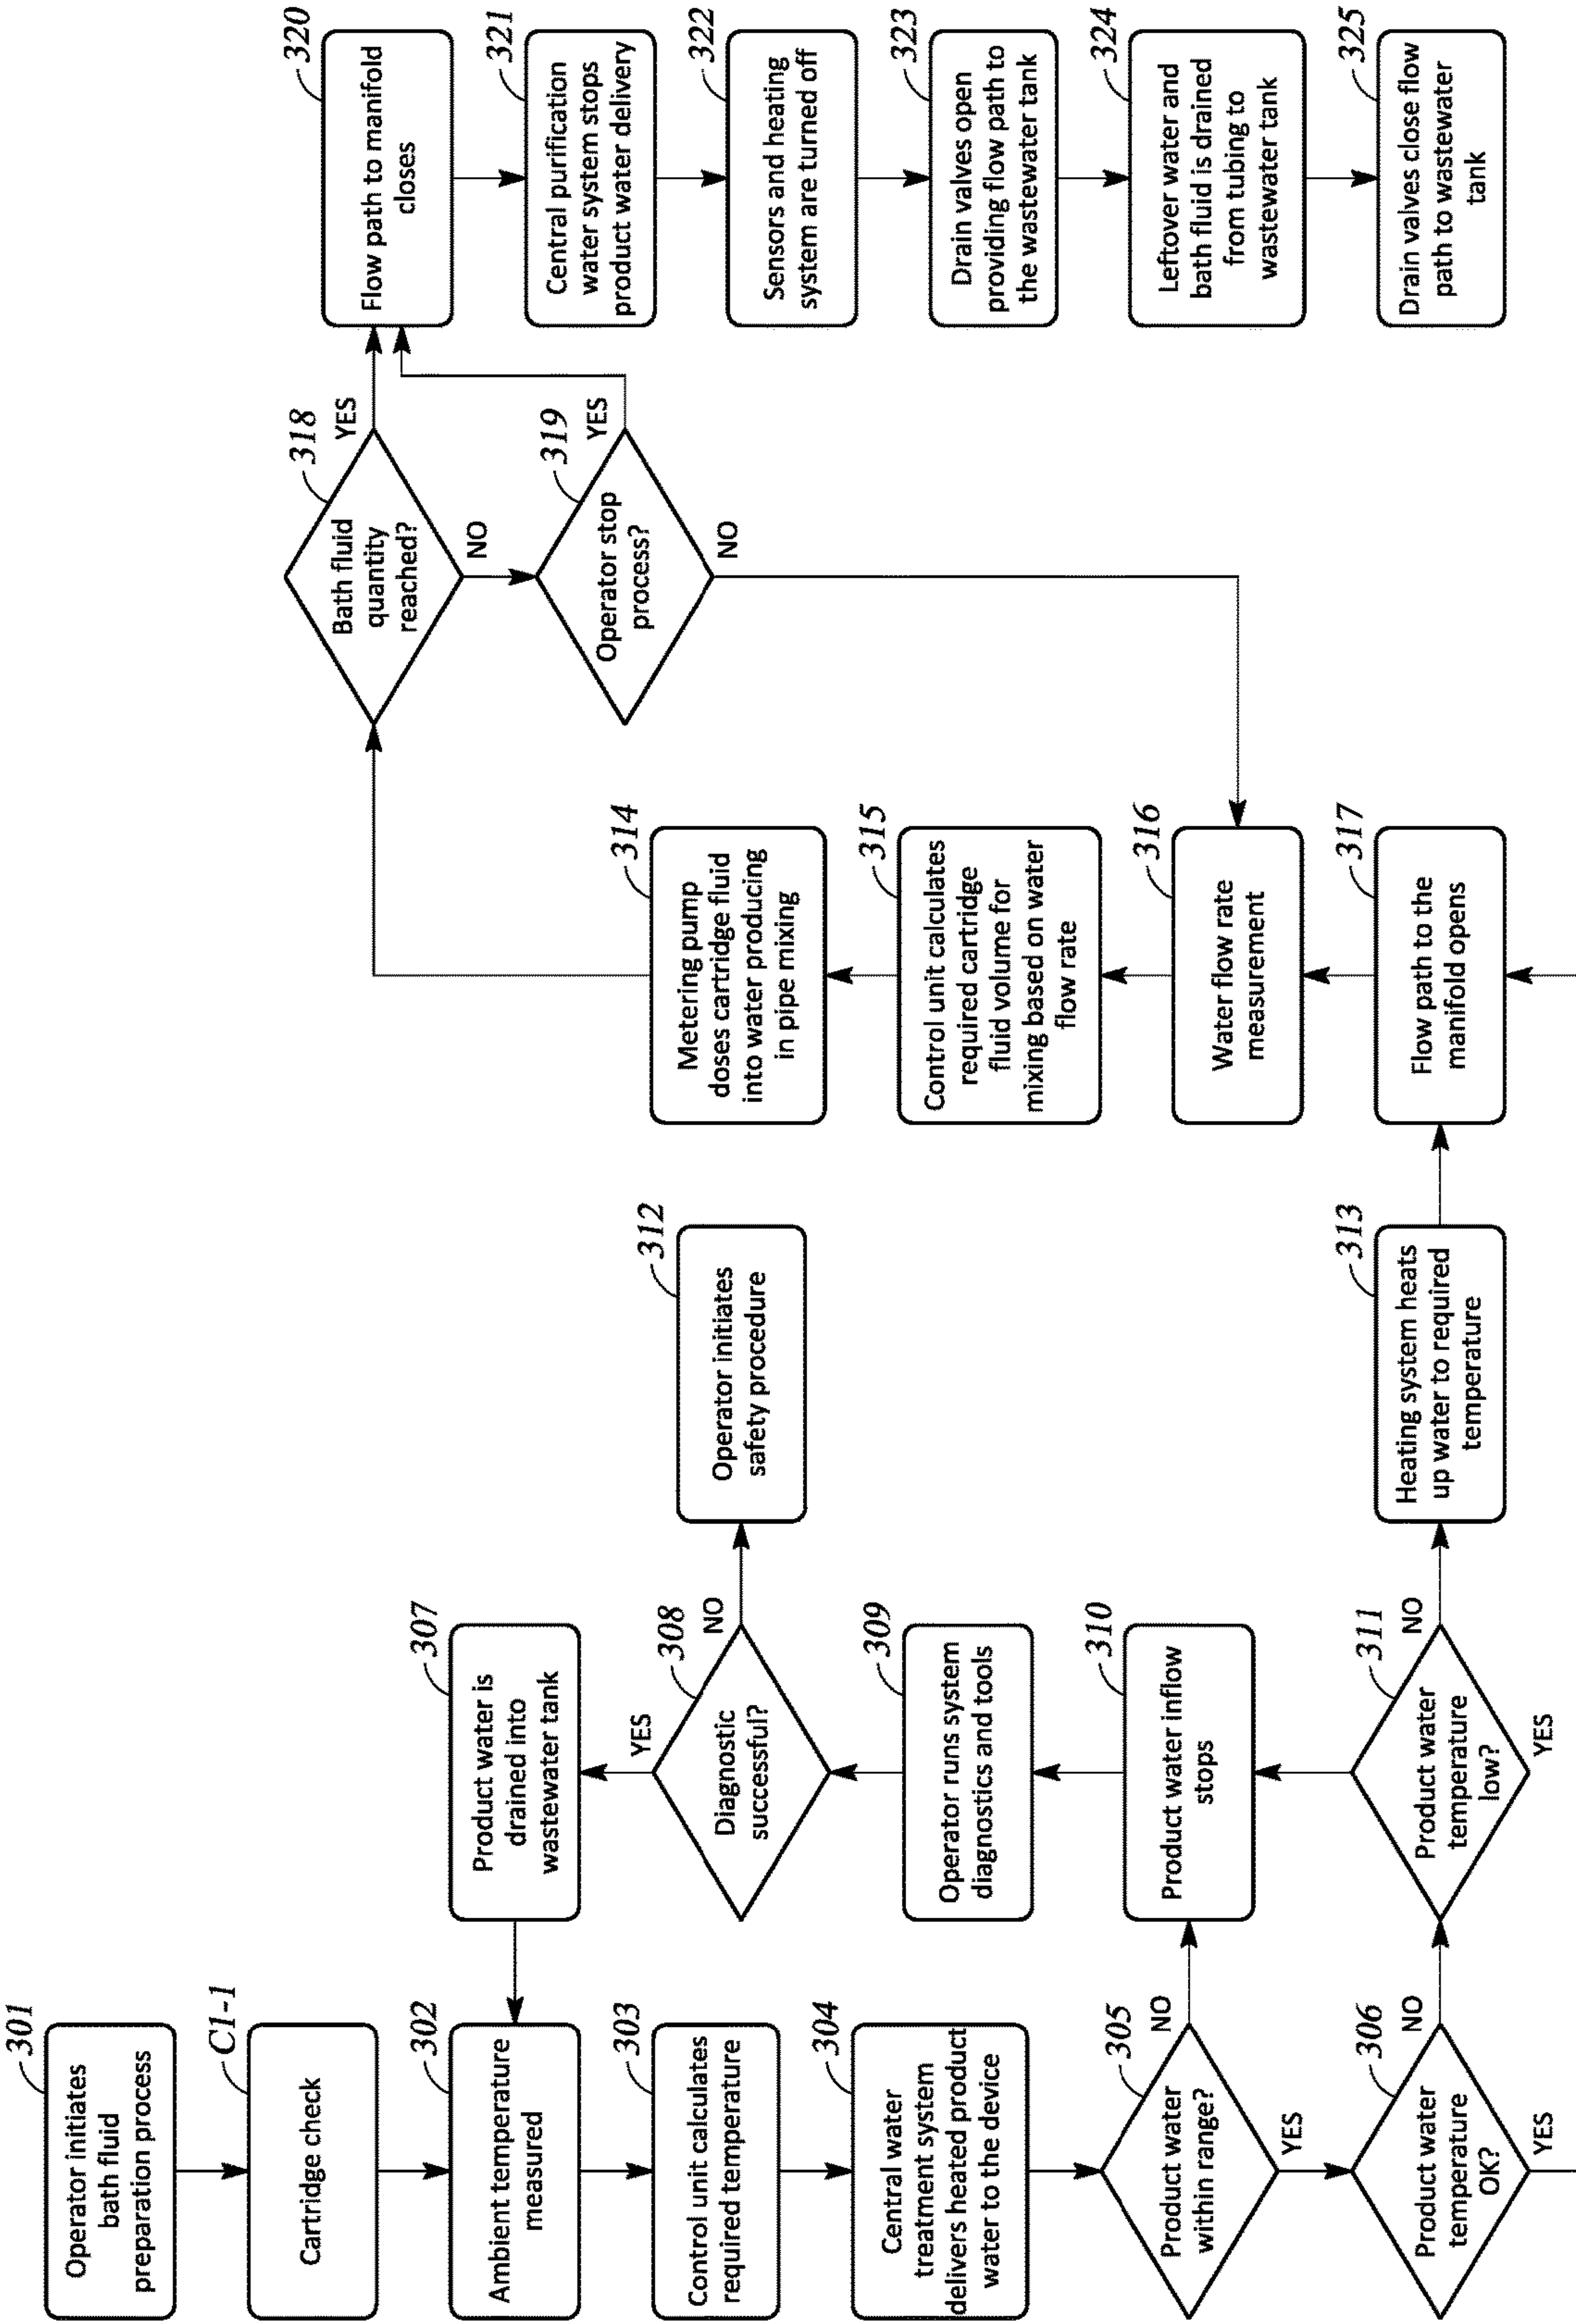 301
Operator initiates
bath fluid
preparation process
C1-1
Cartridge check
302
Ambient temperature
measured
303
Control unit calculates
required temperature
304
Central water
treatment system
delivers heated product
water to the device
305
Product water
within range?
NO
YES
306
Product water
temperature
OK?
NO
YES
307
Product water is
drained into
wastewater tank
308
Diagnostic
successful?
YES
NO
309
Operator runs system
diagnostics and tools
310
Product water inflow
stops
311
Product water
temperature
low?
NO
YES
312
Operator initiates
safety procedure
313
Heating system heats
up water to required
temperature
314
Metering pump
doses cartridge fluid
into water producing
in pipe mixing
315
Control unit calculates
required cartridge
fluid volume for
mixing based on water
flow rate
316
Water flow rate
measurement
317
Flow path to the
manifold opens
318
Bath fluid
quantity
reached?
YES
NO
319
Operator stop
process?
YES
NO
320
Flow path to manifold
closes
321
Central purification
water system stops
product water delivery
322
Sensors and heating
system are turned off
323
Drain valves open
providing flow path to
the wastewater tank
324
Leftover water and
bath fluid is drained
from tubing to
wastewater tank
325
Drain valves close flow
path to wastewater
tank